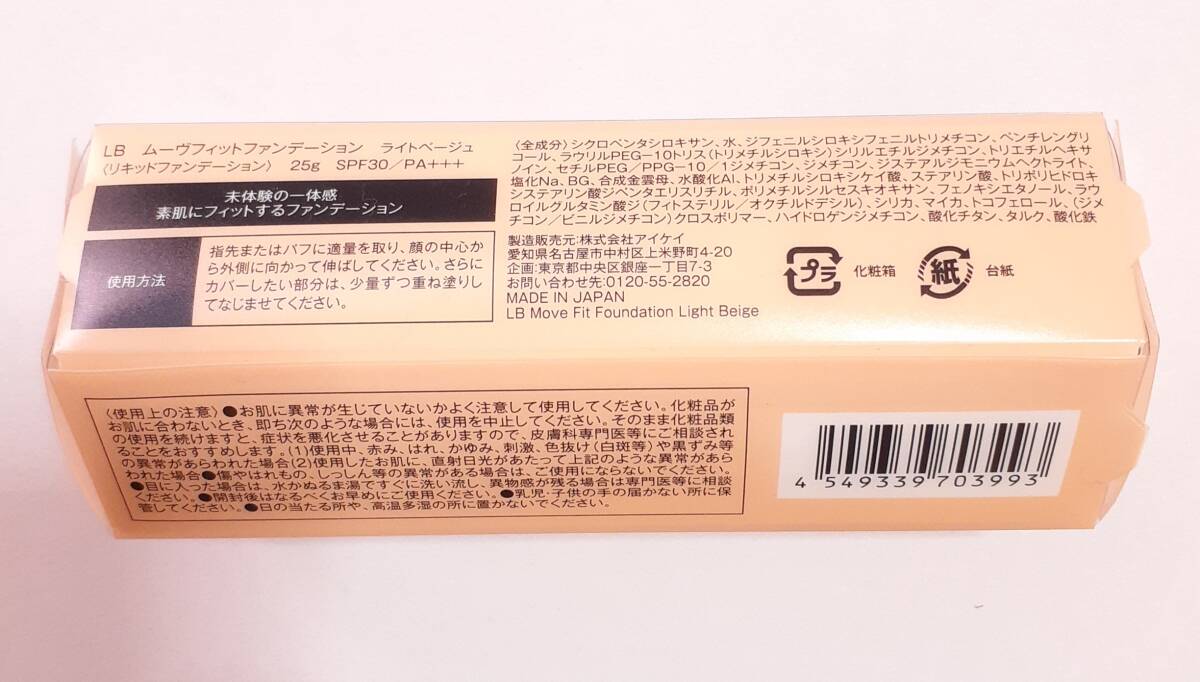 LB ムーヴフィットファンデーション ライトベージュ
〈リキッドファンデーション〉 25g SPF30/PA+++
未体験の一体感
素肌にフィットするファンデーション
使用方法
指先またはパフに適量を取り、顔の中心か
ら外側に向かって伸ばしてください。さらに
カバーしたい部分は、少量ずつ重ね塗りし
てなじませてください。
〈全成分〉シクロペンタシロキサン、水、ジフェニルシロキシフェニルトリメチコン、ペンチレングリ
コール、ラウリルPEG-10トリス(トリメチルシロキシ)シリルエチルジメチコン、トリエチルヘキサ
ノイン、セチルPEG/PPG-10/1ジメチコン、ジメチコン、ジステアルジモニウムヘクトライト、
塩化Na、BG、合成金雲母、水酸化Al、トリメチルシロキシケイ酸、ステアリン酸、トリポリヒドロキ
システアリン酸ジペンタエリスリチル、ポリメチルシルセスキオキサン、フェノキシエタノール、ラウ
ロイルグルタミン酸ジ(フィトステリル/オクチルドデシル)、シリカ、マイカ、トコフェロール、(ジメ
チコン/ビニルジメチコン)クロスポリマー、ハイドロゲンジメチコン、酸化チタン、タルク、酸化鉄
製造販売元:株式会社アイケイ
愛知県名古屋市中村区上米野町4-20
企画:東京都中央区銀座一丁目7-3
お問い合わせ先:0120-55-2820
MADE IN JAPAN
LB Move Fit Foundation Light Beige
プラ 化粧箱 紙 台紙
〈使用上の注意〉●お肌に異常が生じていないかよく注意して使用してください。化粧品が
お肌に合わないとき、即ち次のような場合には、使用を中止してください。そのまま化粧品類
の使用を続けますと、症状を悪化させることがありますので、皮膚科専門医等にご相談され
ることをおすすめします。(1)使用中、赤み、はれ、かゆみ、刺激、色抜け(白斑等)や黒ずみ等
の異常があらわれた場合(2)使用したお肌に、直射日光があたって上記のような異常があら
われた場合●傷やはれもの、しっしん等の異常がある場合は、ご使用にならないでください。
●目に入った場合は、水かぬるま湯ですぐに洗い流し、異物感が残る場合は専門医等に相談
ください。●開封後はなるべくお早めにご使用ください。●乳児・子供の手の届かない所に保
管してください。●日の当たる所や、高温多湿の所に置かないでください。
4 549339 703993